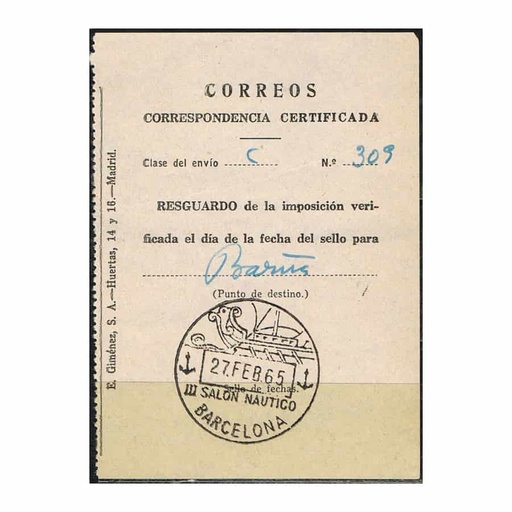 CORREOS
CORRESPONDENCIA CERTIFICADA
Clase del envío C N.º 309
RESGUARDO de la imposición veri-
ficada el día de la fecha del sello para
Barna
(Punto de destino.)
27.FEB.65
Sello de fechas.
III SALON NAUTICO
BARCELONA
E. Giménez, S. A.—Huertas, 14 y 16.—Madrid.